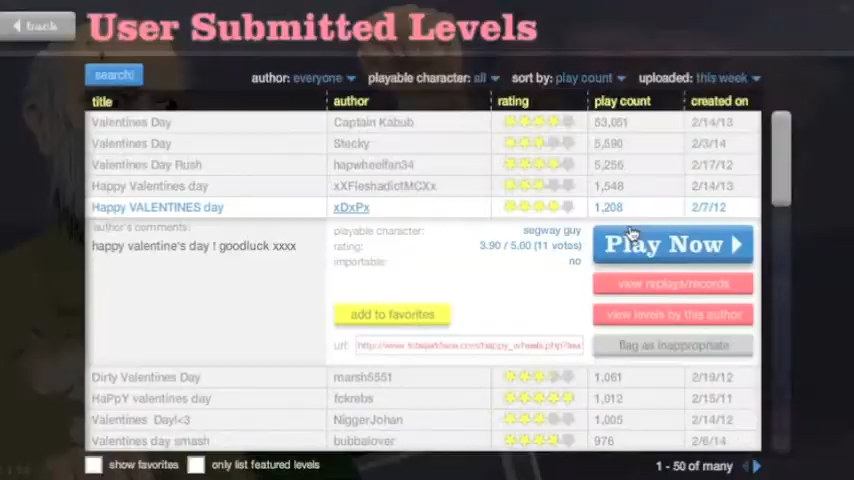 back
User Submitted Levels
search!
author: everyone playable character: all sort by: play count uploaded: this week
title author rating play count created on
Valentines Day Captain Kabub 53,051 2/14/13
Valentines Day Stecky 5,590 2/3/14
Valentines Day Rush hapwheelfan34 5,256 2/17/12
Happy Valentines day xXFleshadictMCXx 1,548 2/14/13
Happy VALENTINES day xDxPx 1,208 2/7/12
author's comments:
happy valentine's day ! goodluck xxxx
playable character: segway guy
rating: 3.90 / 5.00 (11 votes)
importable: no
Play Now
view replays/records
add to favorites
view levels by this author
url:
flag as inappropriate
Dirty Valentines Day marsh5551 1,061 2/19/12
HaPpY valentines day fckrebs 1,012 2/15/11
Valentines Day!<3 NiggerJohan 1,005 2/14/12
Valentines day smash bubbalover 976 2/6/14
show favorites only list featured levels 1 - 50 of many